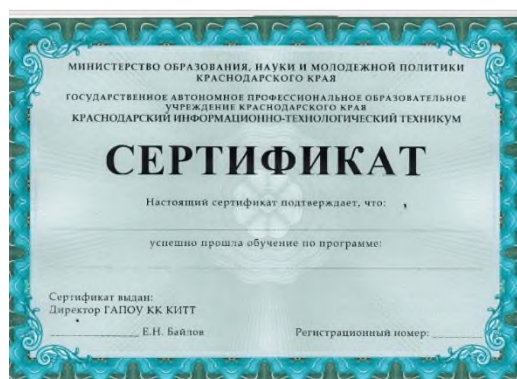 МИНИСТЕРСТВО ОБРАЗОВАНИЯ, НАУКИ И МОЛОДЕЖНОЙ ПОЛИТИКИ
КРАСНОДАРСКОГО КРАЯ
ГОСУДАРСТВЕННОЕ АВТОНОМНОЕ ПРОФЕССИОНАЛЬНОЕ ОБРАЗОВАТЕЛЬНОЕ
УЧРЕЖДЕНИЕ КРАСНОДАРСКОГО КРАЯ
КРАСНОДАРСКИЙ ИНФОРМАЦИОННО-ТЕХНОЛОГИЧЕСКИЙ ТЕХНИКУМ
СЕРТИФИКАТ
Настоящий сертификат подтверждает, что:
успешно прошла обучение по программе:
Сертификат выдан:
Директор ГАПОУ КК КИТТ
Е.Н. Байлов Регистрационный номер: